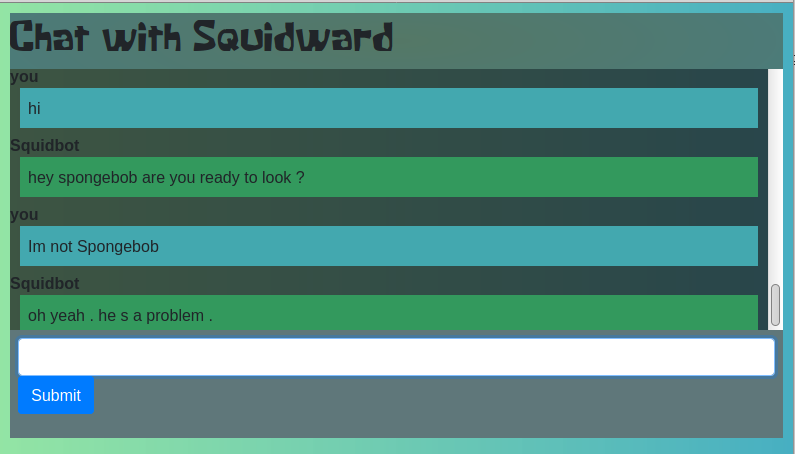 Chat with Squidward
you
hi
Squidbot
hey spongebob are you ready to look ?
you
Im not Spongebob
Squidbot
oh yeah . he s a problem .
Submit